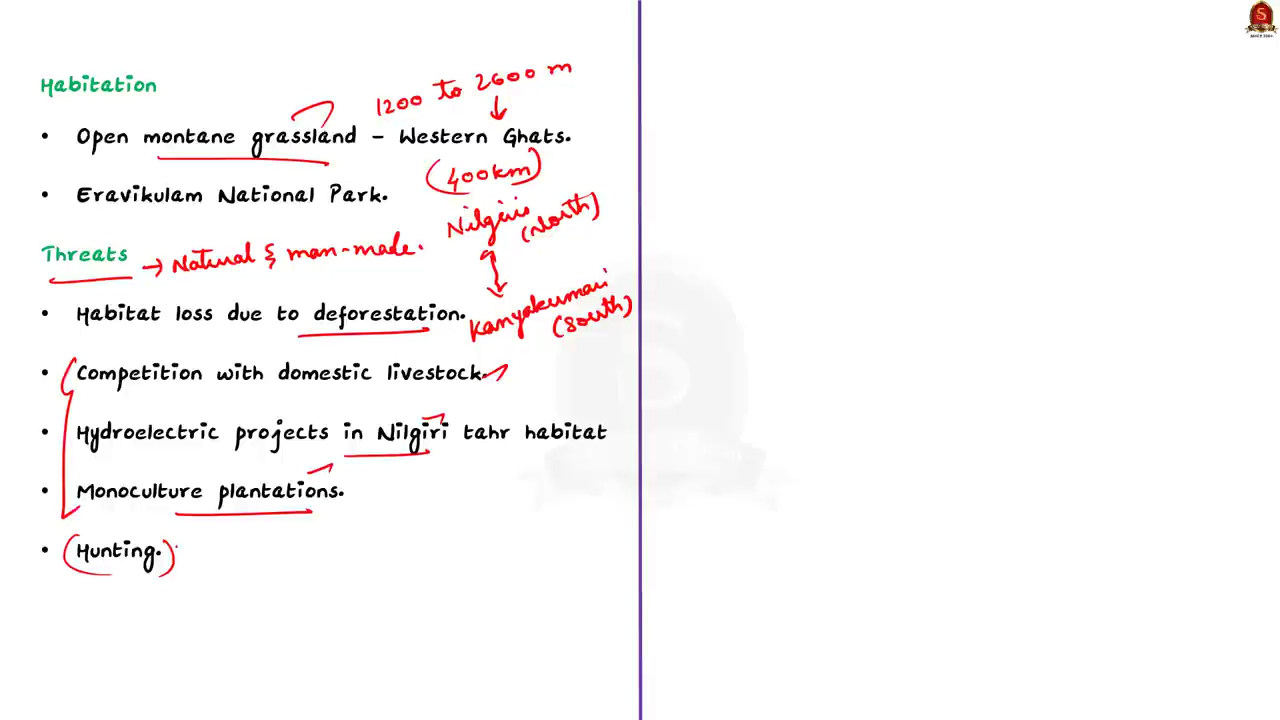 Habitation
1200 to 2600 m
• Open montane grassland – Western Ghats.
(400km)
• Eravikulam National Park.
Nilgiris (North)
Threats → Natural & man-made.
Kanyakumari (South)
• Habitat loss due to deforestation.
• Competition with domestic livestock.
• Hydroelectric projects in Nilgiri tahr habitat
• Monoculture plantations.
• (Hunting.)
S
SINCE 2004